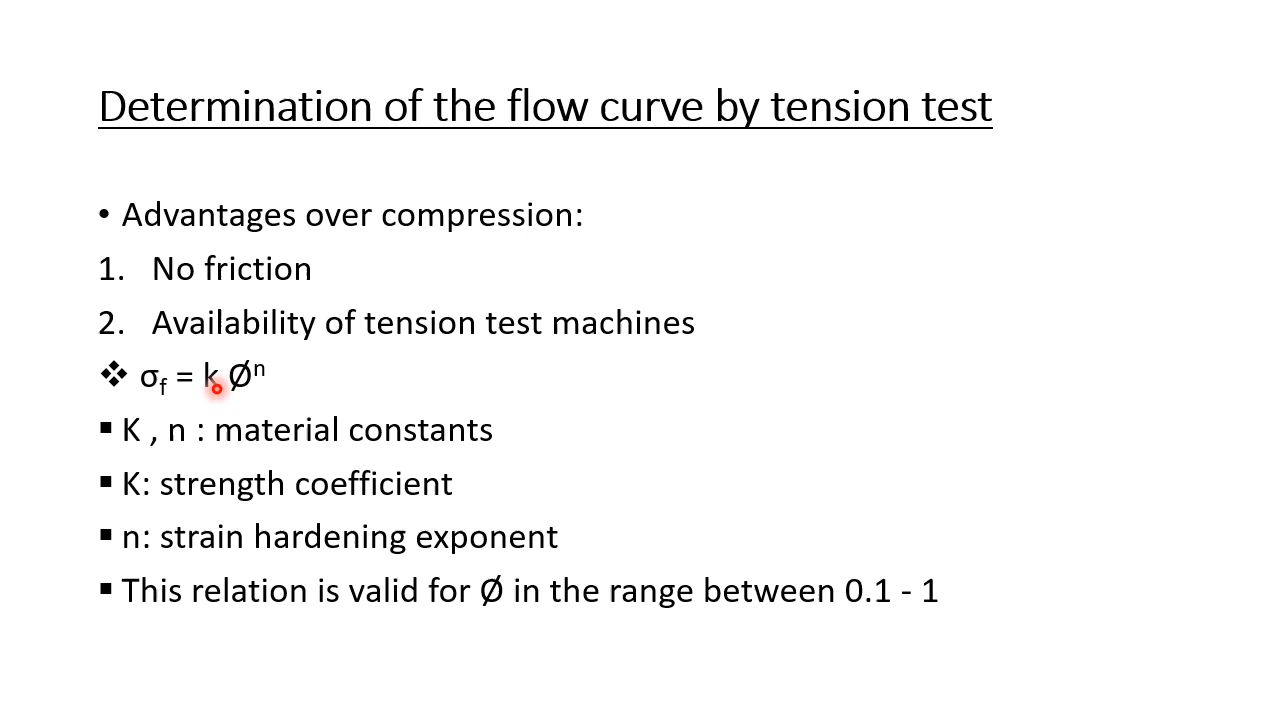 Determination of the flow curve by tension test
• Advantages over compression:
1. No friction
2. Availability of tension test machines
❖ σf = k Øⁿ
▪ K , n : material constants
▪ K: strength coefficient
▪ n: strain hardening exponent
▪ This relation is valid for Ø in the range between 0.1 - 1